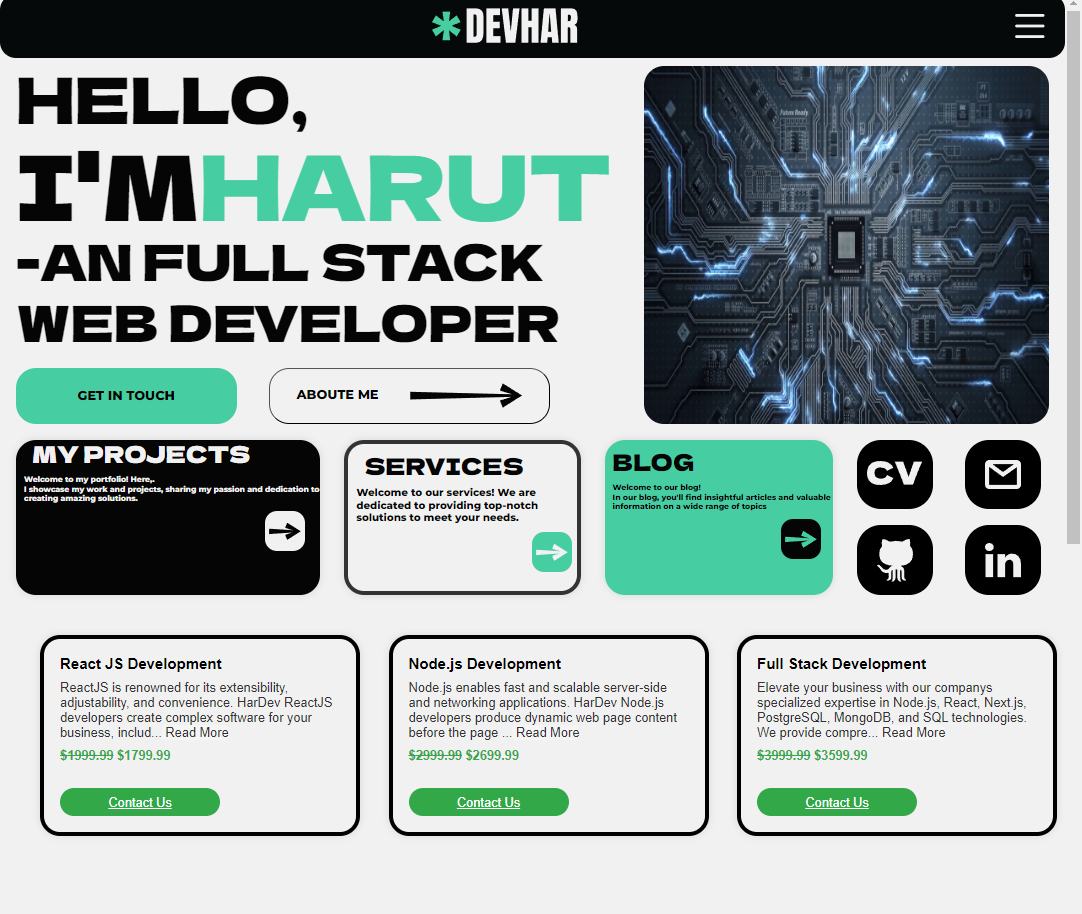 DEVHAR
HELLO,
I'M HARUT
-AN FULL STACK
WEB DEVELOPER
Future Ready
GET IN TOUCH
ABOUTE ME
MY PROJECTS
Welcome to my portfolio! Here,.
I showcase my work and projects, sharing my passion and dedication to
creating amazing solutions.
SERVICES
Welcome to our services! We are
dedicated to providing top-notch
solutions to meet your needs.
BLOG
Welcome to our blog!
In our blog, you'll find insightful articles and valuable
information on a wide range of topics
CV
in
React JS Development
ReactJS is renowned for its extensibility,
adjustability, and convenience. HarDev ReactJS
developers create complex software for your
business, includ... Read More
$1999.99 $1799.99
Contact Us
Node.js Development
Node.js enables fast and scalable server-side
and networking applications. HarDev Node.js
developers produce dynamic web page content
before the page ... Read More
$2999.99 $2699.99
Contact Us
Full Stack Development
Elevate your business with our companys
specialized expertise in Node.js, React, Next.js,
PostgreSQL, MongoDB, and SQL technologies.
We provide compre... Read More
$3999.99 $3599.99
Contact Us